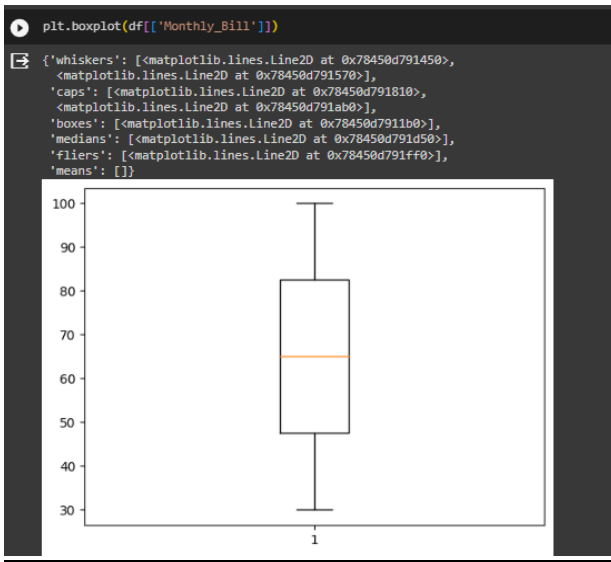 plt.boxplot(df[['Monthly_Bill']])
{'whiskers': [<matplotlib.lines.Line2D at 0x78450d791450>,
<matplotlib.lines.Line2D at 0x78450d791570>],
'caps': [<matplotlib.lines.Line2D at 0x78450d791810>,
<matplotlib.lines.Line2D at 0x78450d791ab0>],
'boxes': [<matplotlib.lines.Line2D at 0x78450d7911b0>],
'medians': [<matplotlib.lines.Line2D at 0x78450d791d50>],
'fliers': [<matplotlib.lines.Line2D at 0x78450d791ff0>],
'means': []}
100
90
80
70
60
50
40
30
1